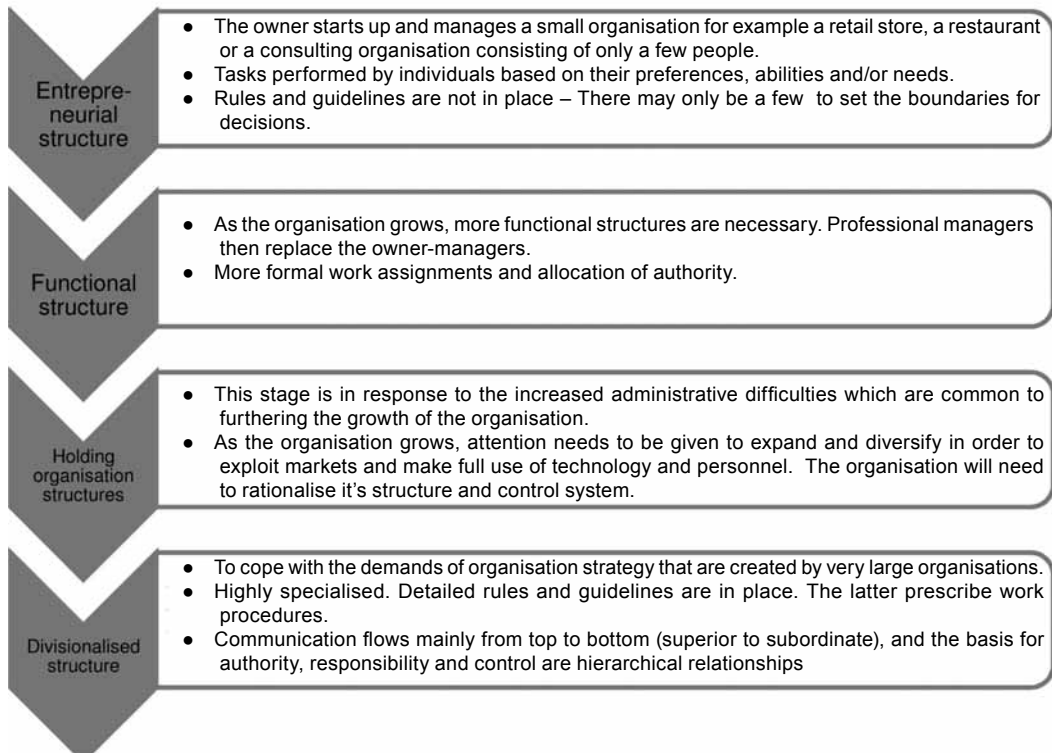 Entrepre-
neurial
structure
● The owner starts up and manages a small organisation for example a retail store, a restaurant
or a consulting organisation consisting of only a few people.
● Tasks performed by individuals based on their preferences, abilities and/or needs.
● Rules and guidelines are not in place – There may only be a few to set the boundaries for
decisions.
Functional
structure
● As the organisation grows, more functional structures are necessary. Professional managers
then replace the owner-managers.
● More formal work assignments and allocation of authority.
Holding
organisation
structures
● This stage is in response to the increased administrative difficulties which are common to
furthering the growth of the organisation.
● As the organisation grows, attention needs to be given to expand and diversify in order to
exploit markets and make full use of technology and personnel. The organisation will need
to rationalise it's structure and control system.
Divisionalised
structure
● To cope with the demands of organisation strategy that are created by very large organisations.
● Highly specialised. Detailed rules and guidelines are in place. The latter prescribe work
procedures.
● Communication flows mainly from top to bottom (superior to subordinate), and the basis for
authority, responsibility and control are hierarchical relationships